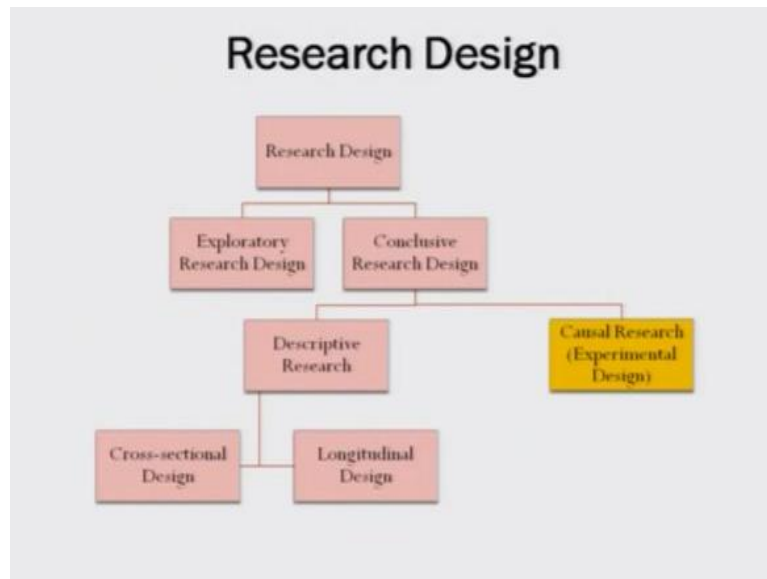 Research Design
Research Design
Exploratory
Research Design
Conclusive
Research Design
Descriptive
Research
Causal Research
(Experimental
Design)
Cross-sectional
Design
Longitudinal
Design